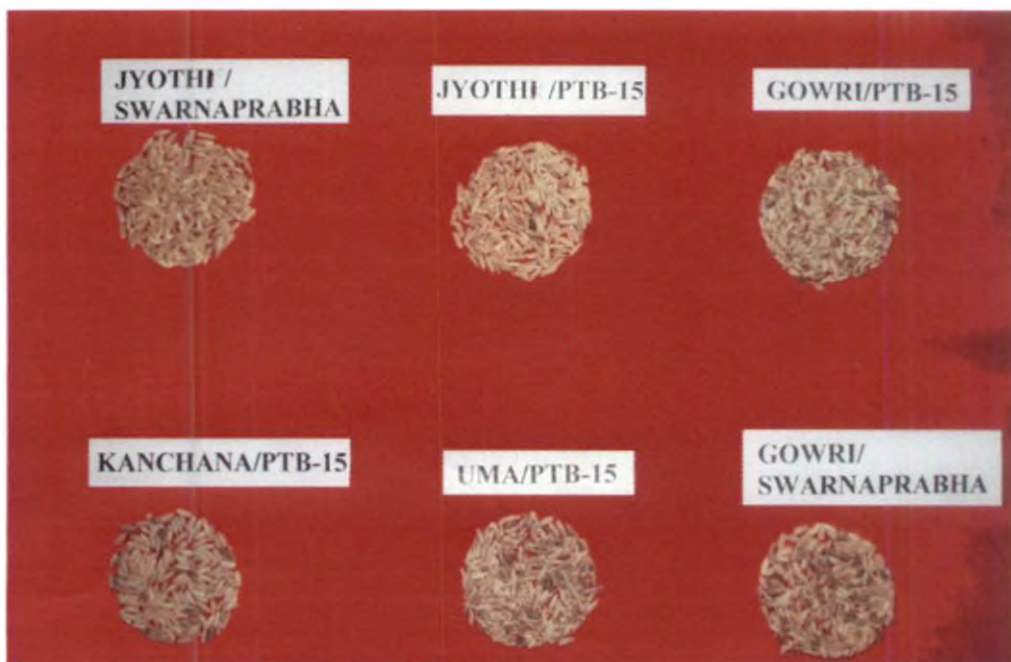 JYOTHI /
SWARNAPRABHA
JYOTHI /PTB-15
GOWRI/PTB-15
KANCHANA/PTB-15
UMA/PTB-15
GOWRI/
SWARNAPRABHA